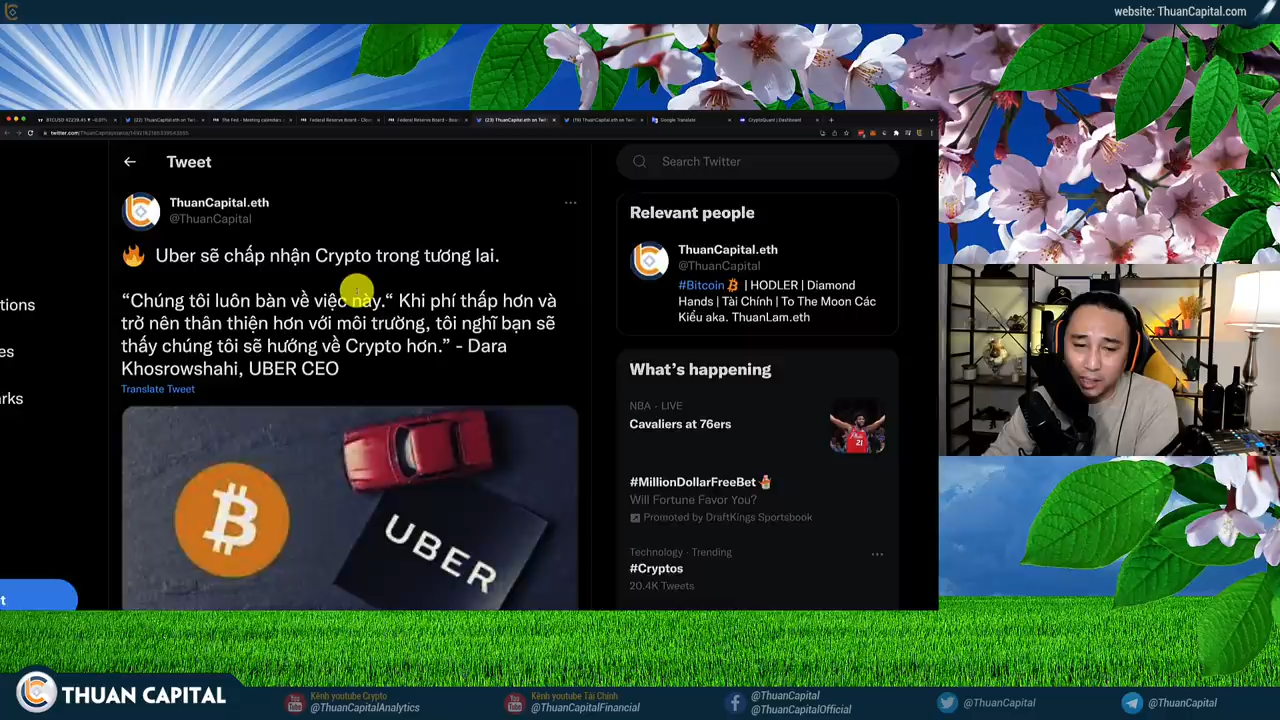 website: ThuanCapital.com
Tweet
Search Twitter
ThuanCapital.eth
@ThuanCapital
🔥 Uber sẽ chấp nhận Crypto trong tương lai.
“Chúng tôi luôn bàn về việc này.“ Khi phí thấp hơn và
trở nên thân thiện hơn với môi trường, tôi nghĩ bạn sẽ
thấy chúng tôi sẽ hướng về Crypto hơn.” - Dara
Khosrowshahi, UBER CEO
Translate Tweet
UBER
Relevant people
ThuanCapital.eth
@ThuanCapital
#Bitcoin | HODLER | Diamond
Hands | Tài Chính | To The Moon Các
Kiểu aka. ThuanLam.eth
What’s happening
NBA · LIVE
Cavaliers at 76ers
#MillionDollarFreeBet
Will Fortune Favor You?
Promoted by DraftKings Sportsbook
Technology · Trending
#Cryptos
20.4K Tweets
THUAN CAPITAL
Kênh youtube Crypto
@ThuanCapitalAnalytics
Kênh youtube Tài Chính
@ThuanCapitalFinancial
@ThuanCapital
@ThuanCapitalOfficial
@ThuanCapital
@ThuanCapital